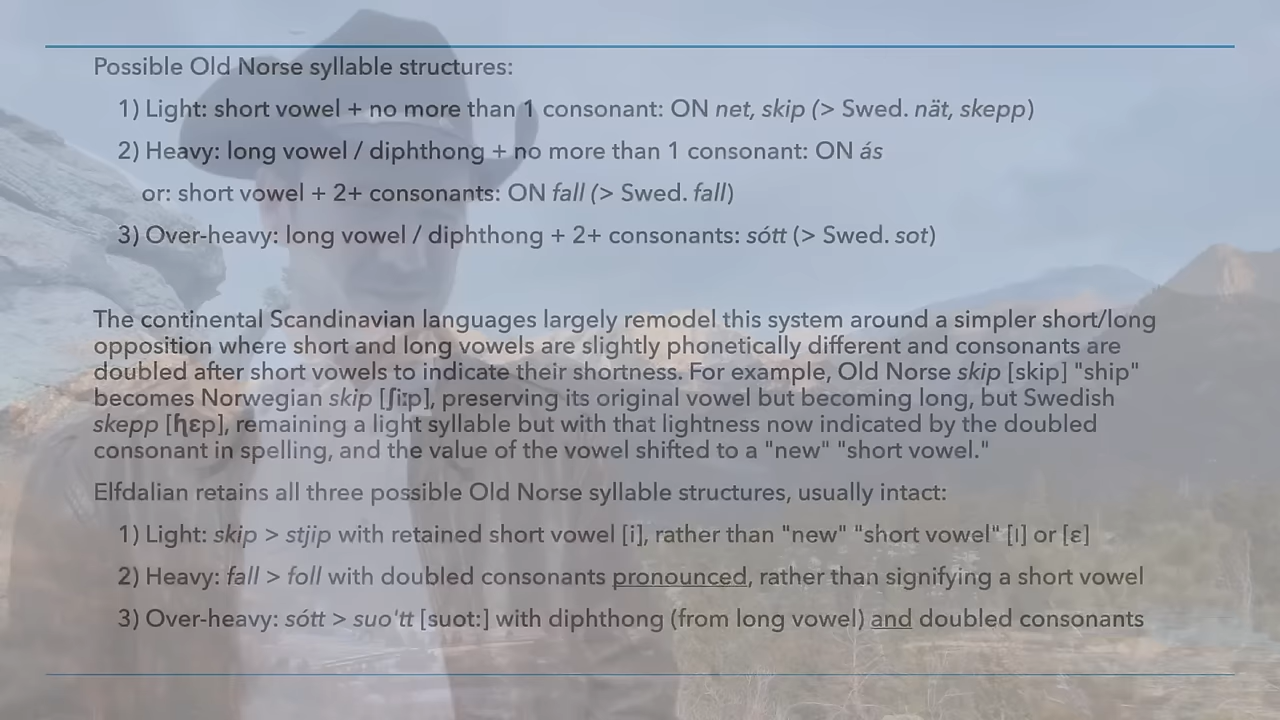 Possible Old Norse syllable structures:
1) Light: short vowel + no more than 1 consonant: ON net, skip (> Swed. nät, skepp)
2) Heavy: long vowel / diphthong + no more than 1 consonant: ON ás
or: short vowel + 2+ consonants: ON fall (> Swed. fall)
3) Over-heavy: long vowel / diphthong + 2+ consonants: sótt (> Swed. sot)
The continental Scandinavian languages largely remodel this system around a simpler short/long
opposition where short and long vowels are slightly phonetically different and consonants are
doubled after short vowels to indicate their shortness. For example, Old Norse skip [skip] "ship"
becomes Norwegian skip [ʃiːp], preserving its original vowel but becoming long, but Swedish
skepp [ɧɛp], remaining a light syllable but with that lightness now indicated by the doubled
consonant in spelling, and the value of the vowel shifted to a "new" "short vowel."
Elfdalian retains all three possible Old Norse syllable structures, usually intact:
1) Light: skip > stjip with retained short vowel [i], rather than "new" "short vowel" [ɪ] or [ɛ]
2) Heavy: fall > foll with doubled consonants pronounced, rather than signifying a short vowel
3) Over-heavy: sótt > suo'tt [suot:] with diphthong (from long vowel) and doubled consonants